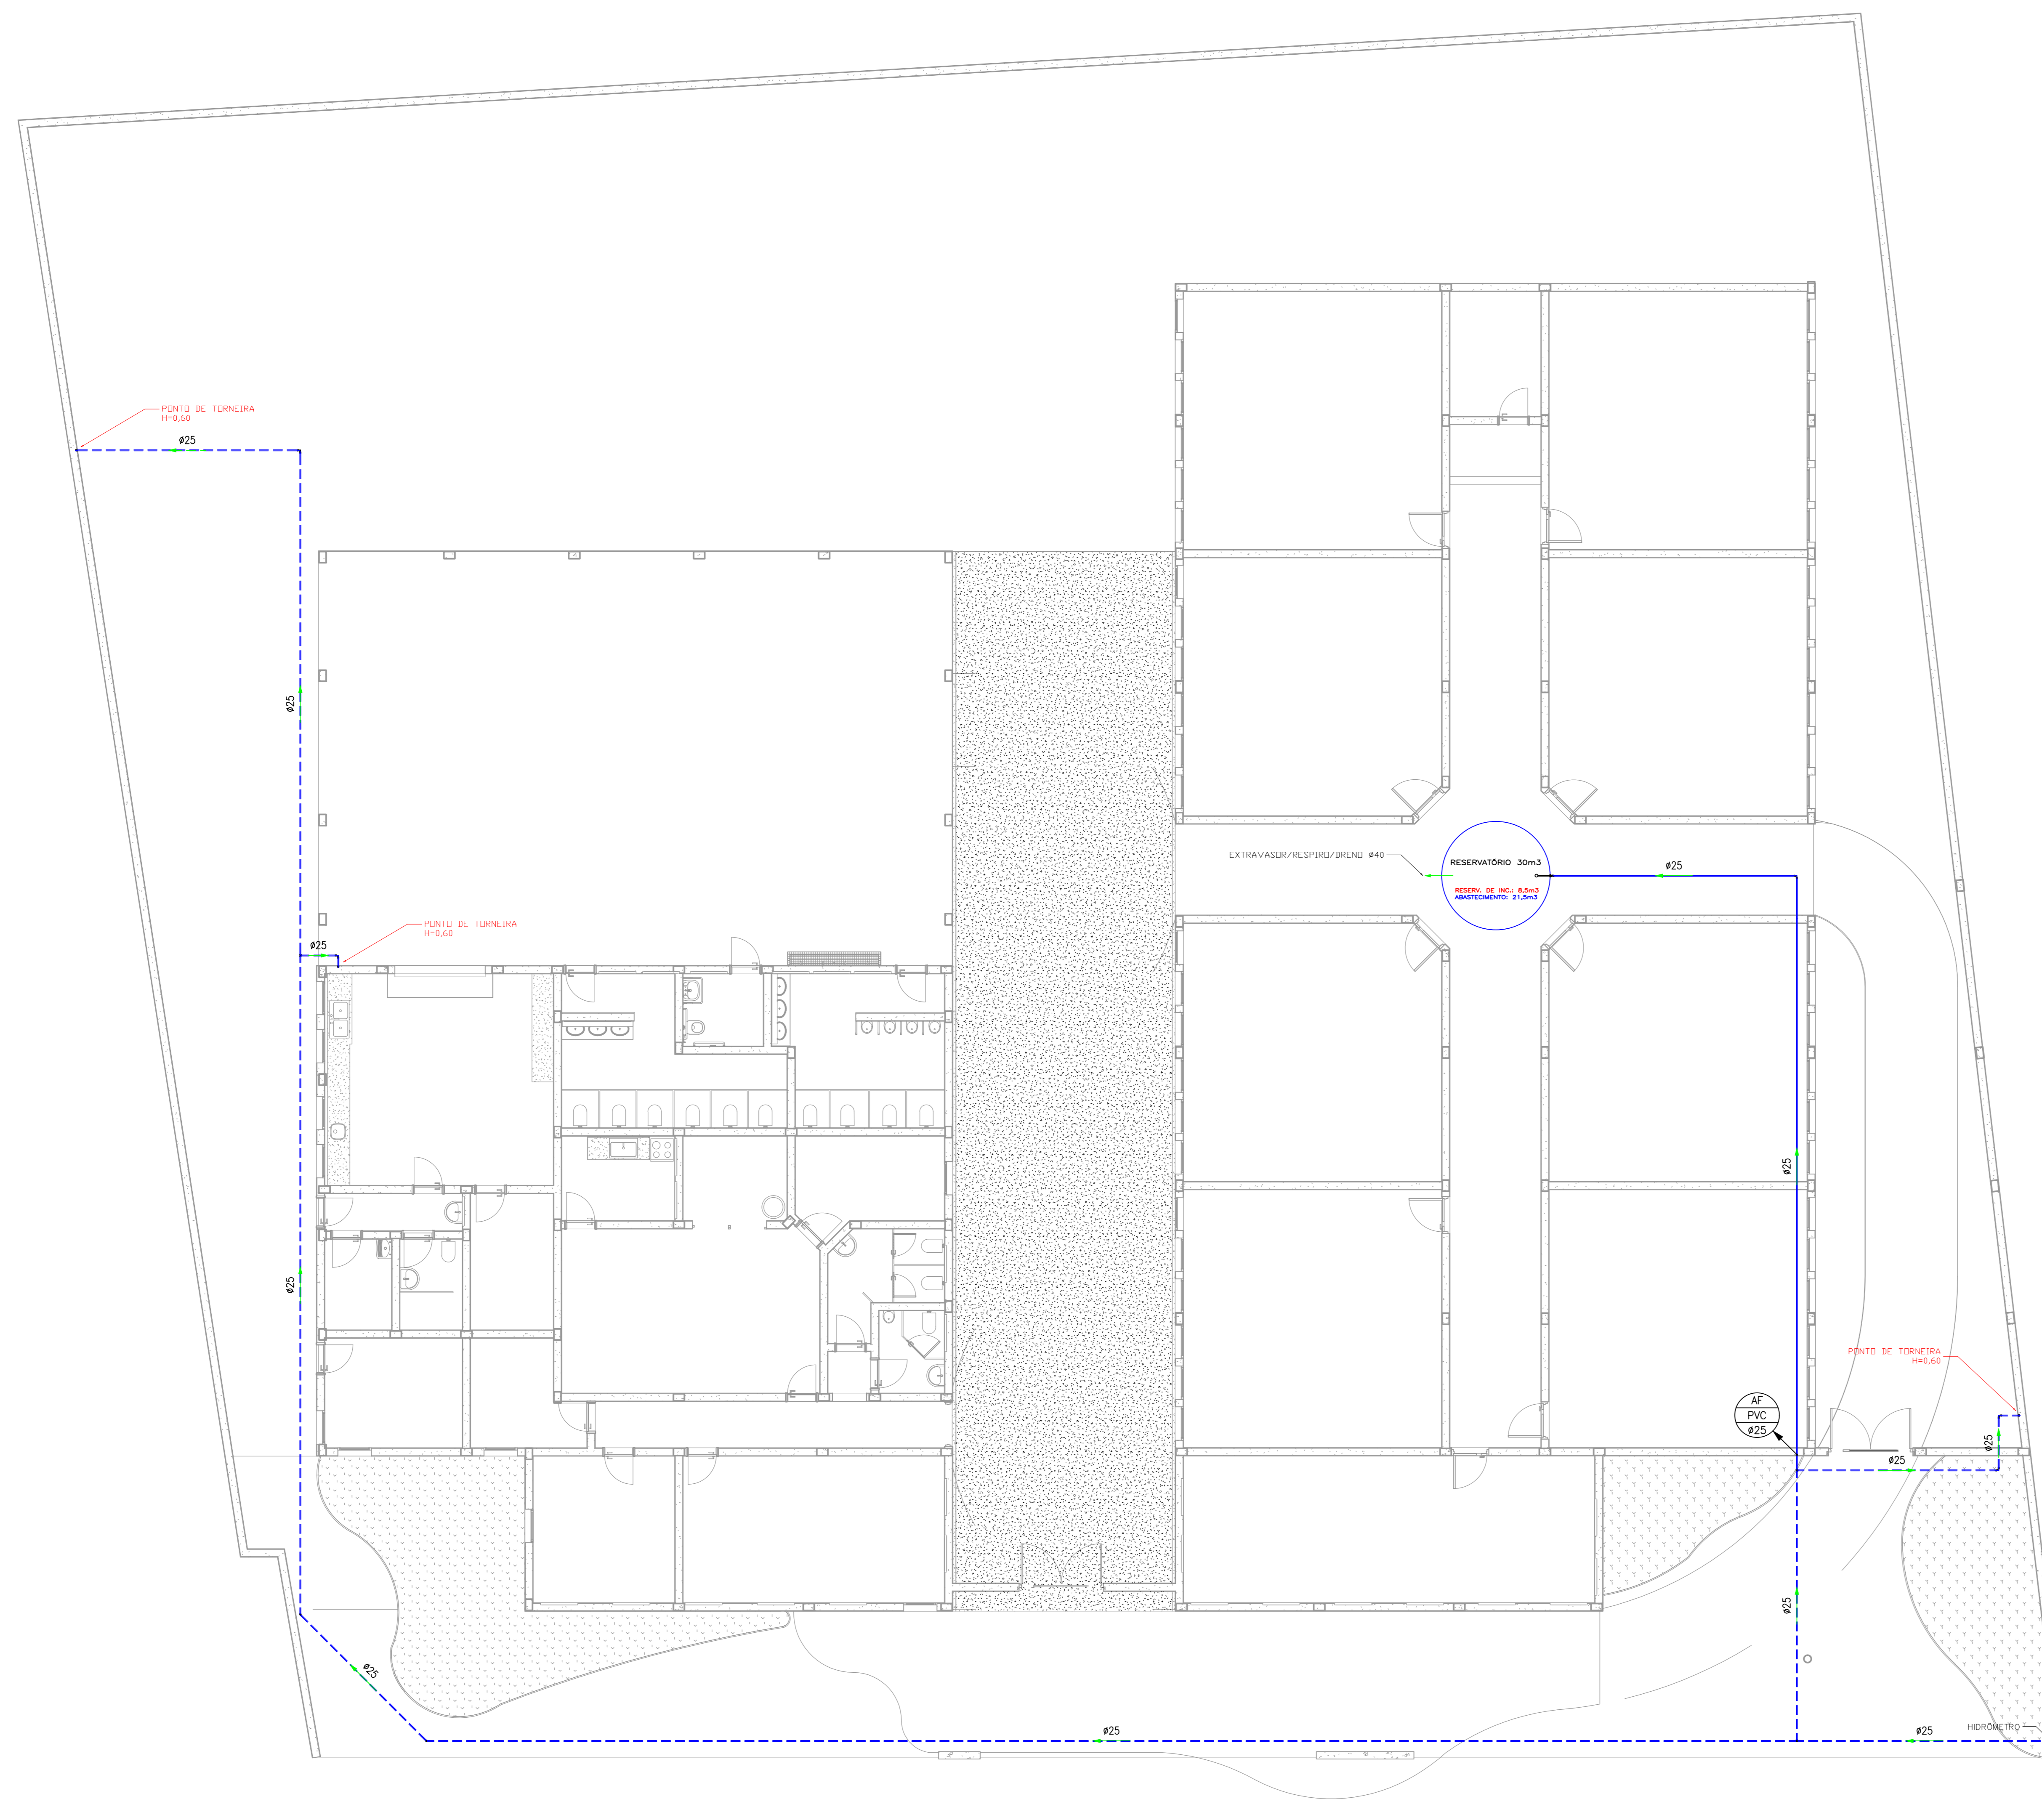 PONTO DE TORNEIRA
H=0,60
Ø25
Ø25
EXTRAVASOR/RESPIRO/DRENO Ø40
RESERVATÓRIO 30m3
RESERV. DE INC.: 8,5m3
ABASTECIMENTO: 21,5m3
Ø25
PONTO DE TORNEIRA
H=0,60
Ø25
Ø25
Ø25
PONTO DE TORNEIRA
H=0,60
AF
PVC
Ø25
Ø25
Ø25
Ø25
Ø25
HIDRÔMETRO
Ø25
Ø25